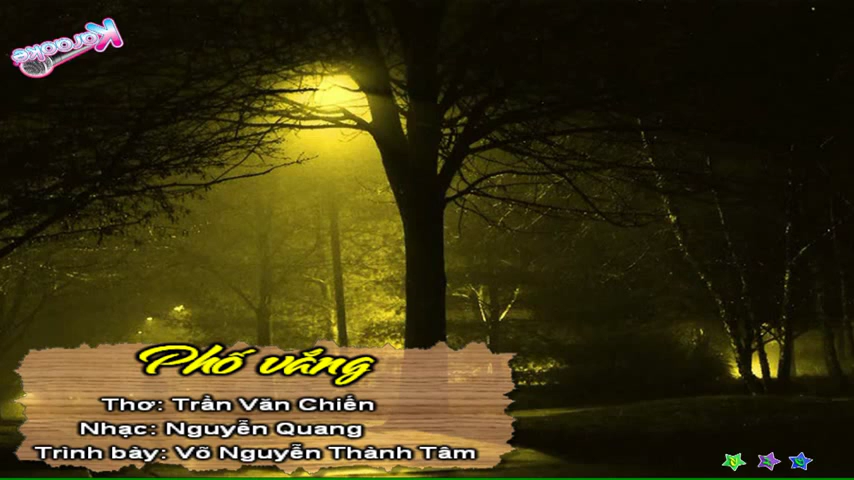 Karaoke
Phố vắng
Thơ: Trần Văn Chiến
Nhạc: Nguyễn Quang
Trình bày: Võ Nguyễn Thành Tâm